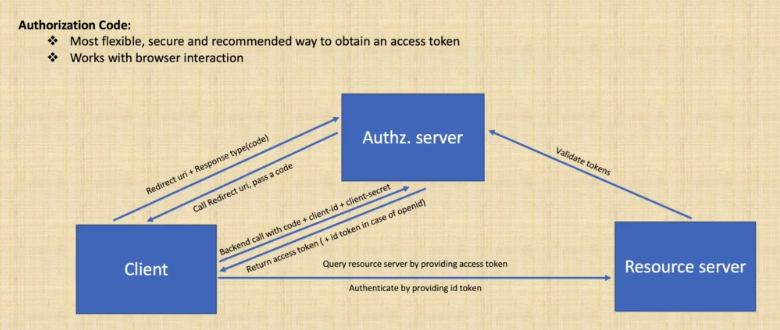 Authorization Code:
❖ Most flexible, secure and recommended way to obtain an access token
❖ Works with browser interaction
Authz. server
Redirect uri + Response type(code)
Call Redirect uri, pass a code
Validate tokens
Backend call with code + client-id + client-secret
Return access token ( + id token in case of openid)
Client
Query resource server by providing access token
Authenticate by providing id token
Resource server